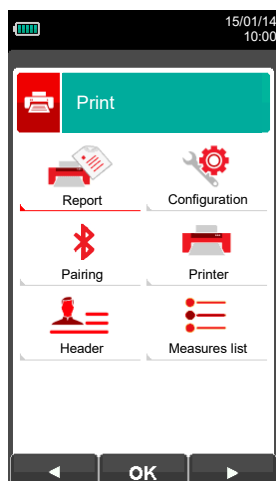 15/01/14
10:00
Print
Report
Configuration
Pairing
Printer
Header
Measures list
OK